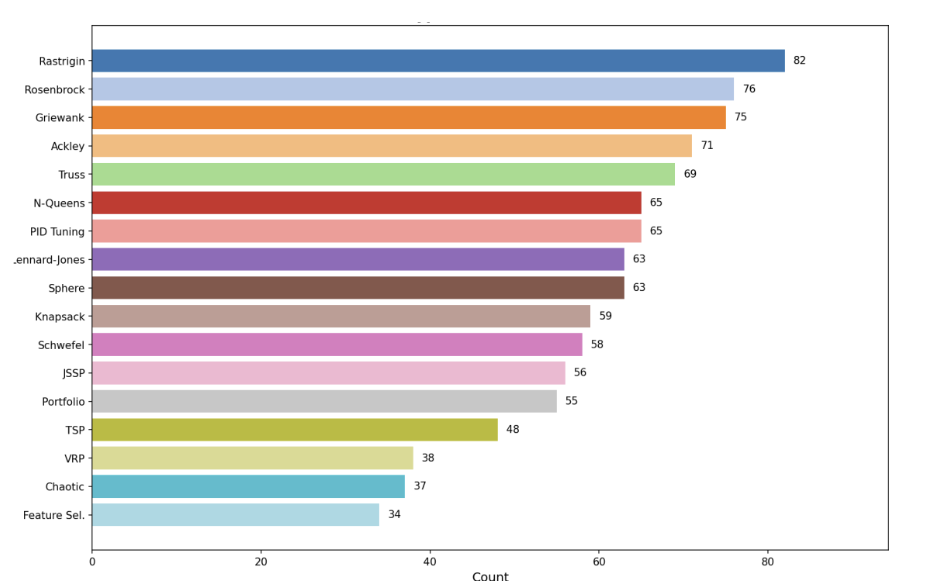 Rastrigin 82
Rosenbrock 76
Griewank 75
Ackley 71
Truss 69
N-Queens 65
PID Tuning 65
ennard-Jones 63
Sphere 63
Knapsack 59
Schwefel 58
JSSP 56
Portfolio 55
TSP 48
VRP 38
Chaotic 37
Feature Sel. 34
0 20 40 60 80
Count